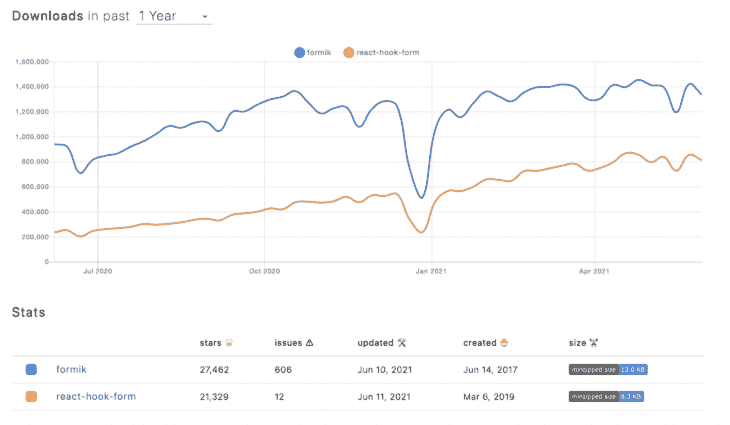 Downloads in past 1 Year
formik react-hook-form
1,600,000
1,400,000
1,200,000
1,000,000
800,000
600,000
400,000
200,000
0
Jul 2020 Oct 2020 Jan 2021 Apr 2021
Stats
stars issues updated created size
formik 27,462 606 Jun 10, 2021 Jun 14, 2017 minzipped size 13.0 KB
react-hook-form 21,329 12 Jun 11, 2021 Mar 6, 2019 minzipped size 8.3 KB